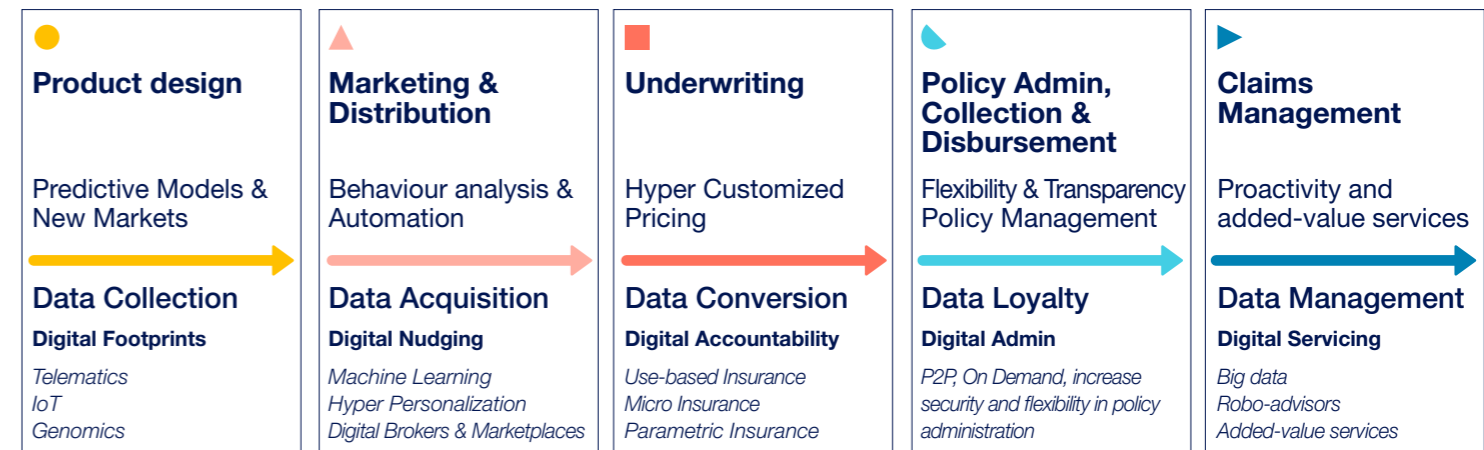 Product design
Predictive Models &
New Markets
Data Collection
Digital Footprints
Telematics
IoT
Genomics
Marketing &
Distribution
Behaviour analysis &
Automation
Data Acquisition
Digital Nudging
Machine Learning
Hyper Personalization
Digital Brokers & Marketplaces
Underwriting
Hyper Customized
Pricing
Data Conversion
Digital Accountability
Use-based Insurance
Micro Insurance
Parametric Insurance
Policy Admin,
Collection &
Disbursement
Flexibility & Transparency
Policy Management
Data Loyalty
Digital Admin
P2P, On Demand, increase
security and flexibility in policy
administration
Claims
Management
Proactivity and
added-value services
Data Management
Digital Servicing
Big data
Robo-advisors
Added-value services